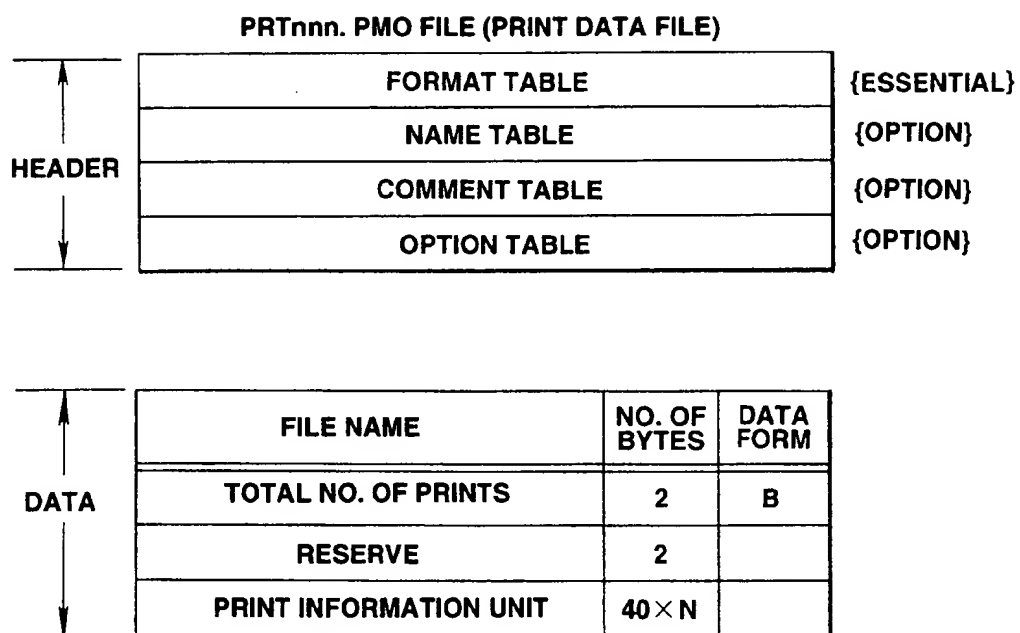 PRTnnn. PMO FILE (PRINT DATA FILE)
HEADER
FORMAT TABLE {ESSENTIAL}
NAME TABLE {OPTION}
COMMENT TABLE {OPTION}
OPTION TABLE {OPTION}
DATA
FILE NAME NO. OF BYTES DATA FORM
TOTAL NO. OF PRINTS 2 B
RESERVE 2
PRINT INFORMATION UNIT 40×N